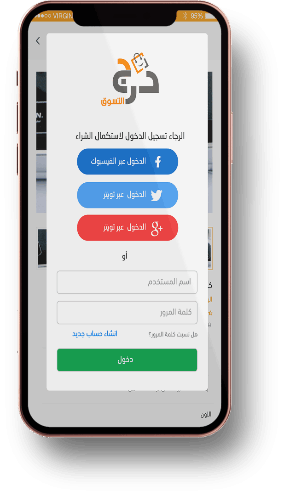 VIRGIN
95%
درج
التسوق
الرجاء تسجيل الدخول لاستكمال الشراء
الدخول عبر الفيسبوك
الدخول عبر تويتر
الدخول عبر تويتر
أو
اسم المستخدم
كلمة المرور
هل نسيت كلمة المرور؟
انشاء حساب جديد
دخول
اللون